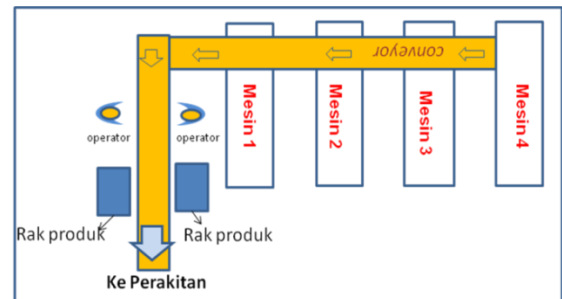 conveyor
Mesin 1
Mesin 2
Mesin 3
Mesin 4
operator
operator
Rak produk
Rak produk
Ke Perakitan